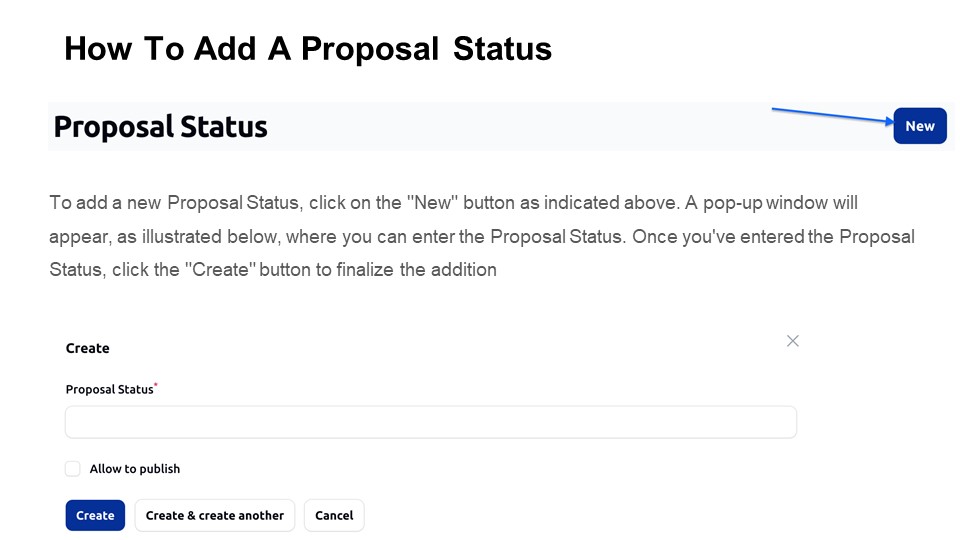 How To Add A Proposal Status
Proposal Status
New
To add a new Proposal Status, click on the "New" button as indicated above. A pop-up window will
appear, as illustrated below, where you can enter the Proposal Status. Once you've entered the Proposal
Status, click the "Create" button to finalize the addition
Create
Proposal Status*
Allow to publish
Create
Create & create another
Cancel